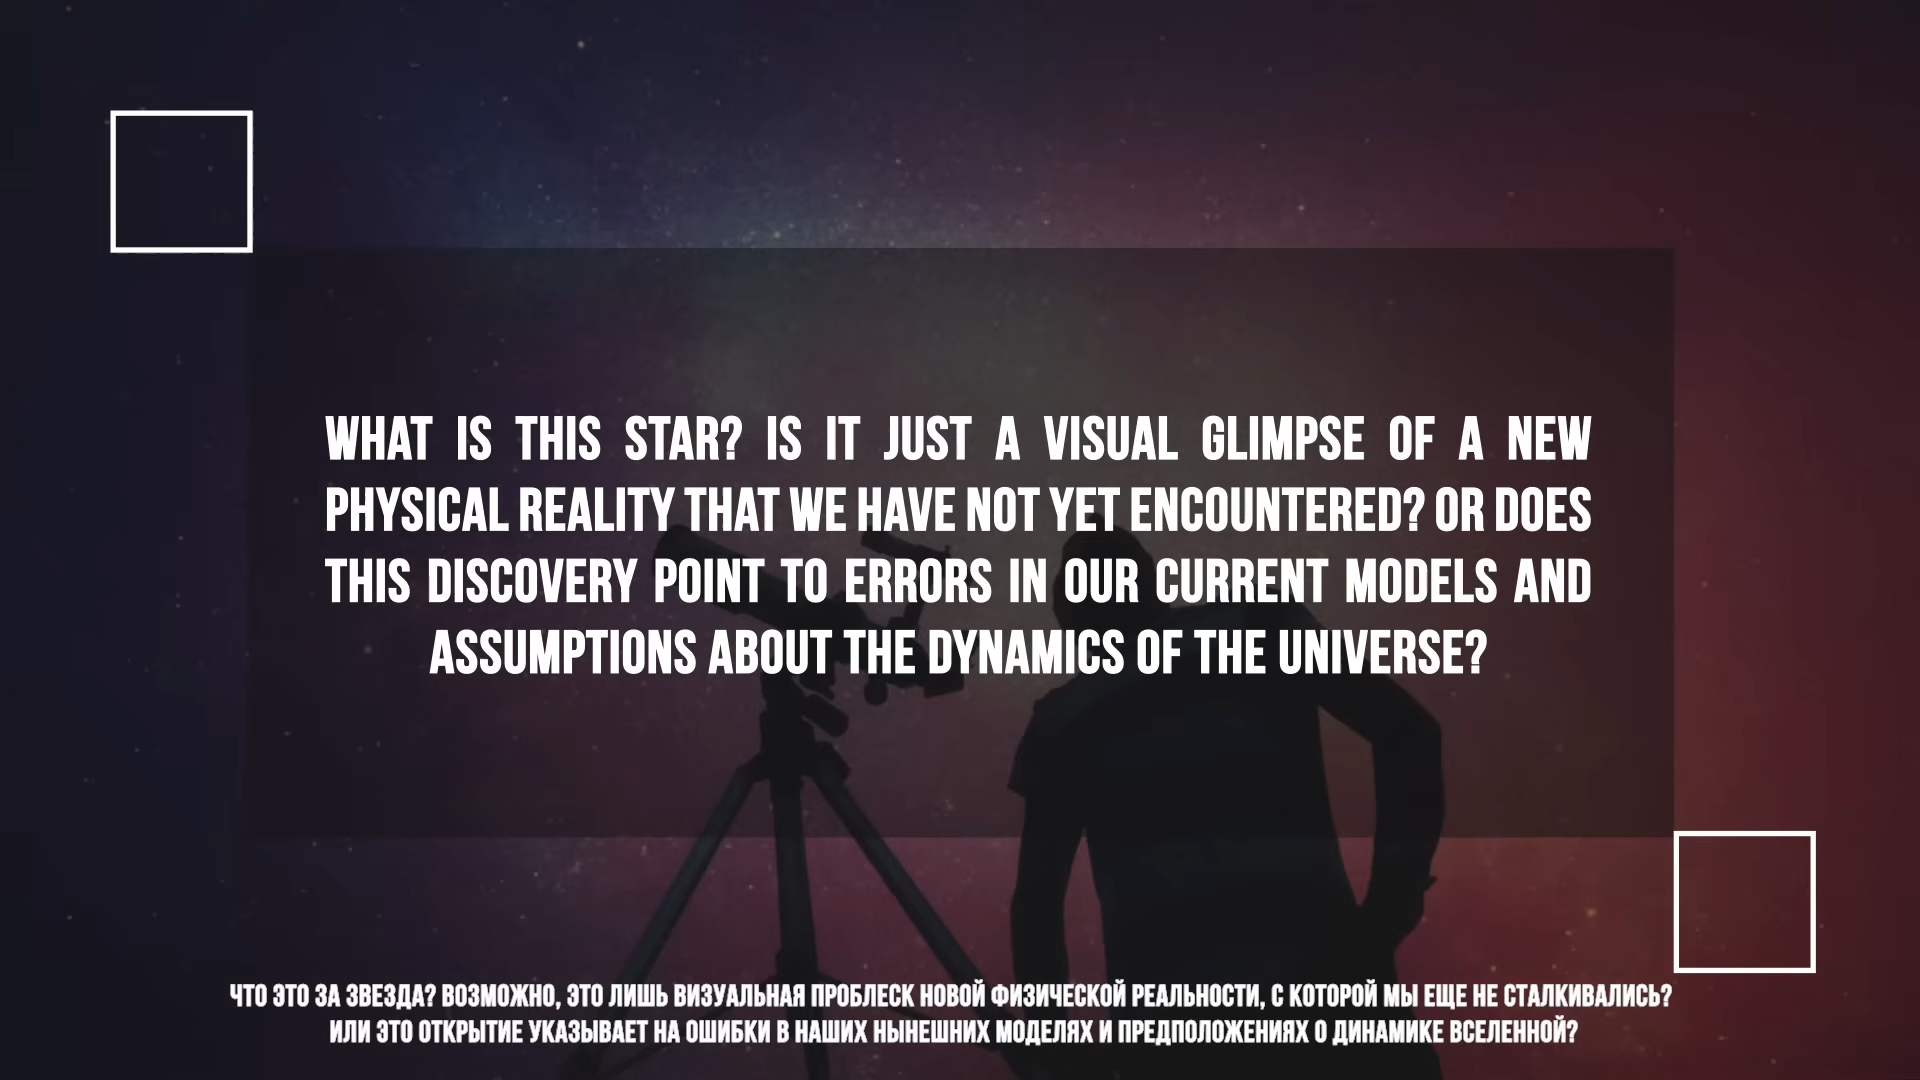 WHAT IS THIS STAR? IS IT JUST A VISUAL GLIMPSE OF A NEW
PHYSICAL REALITY THAT WE HAVE NOT YET ENCOUNTERED? OR DOES
THIS DISCOVERY POINT TO ERRORS IN OUR CURRENT MODELS AND
ASSUMPTIONS ABOUT THE DYNAMICS OF THE UNIVERSE?
ЧТО ЭТО ЗА ЗВЕЗДА? ВОЗМОЖНО, ЭТО ЛИШЬ ВИЗУАЛЬНАЯ ПРОБЛЕСК НОВОЙ ФИЗИЧЕСКОЙ РЕАЛЬНОСТИ, С КОТОРОЙ МЫ ЕЩЕ НЕ СТАЛКИВАЛИСЬ?
ИЛИ ЭТО ОТКРЫТИЕ УКАЗЫВАЕТ НА ОШИБКИ В НАШИХ НЫНЕШНИХ МОДЕЛЯХ И ПРЕДПОЛОЖЕНИЯХ О ДИНАМИКЕ ВСЕЛЕННОЙ?